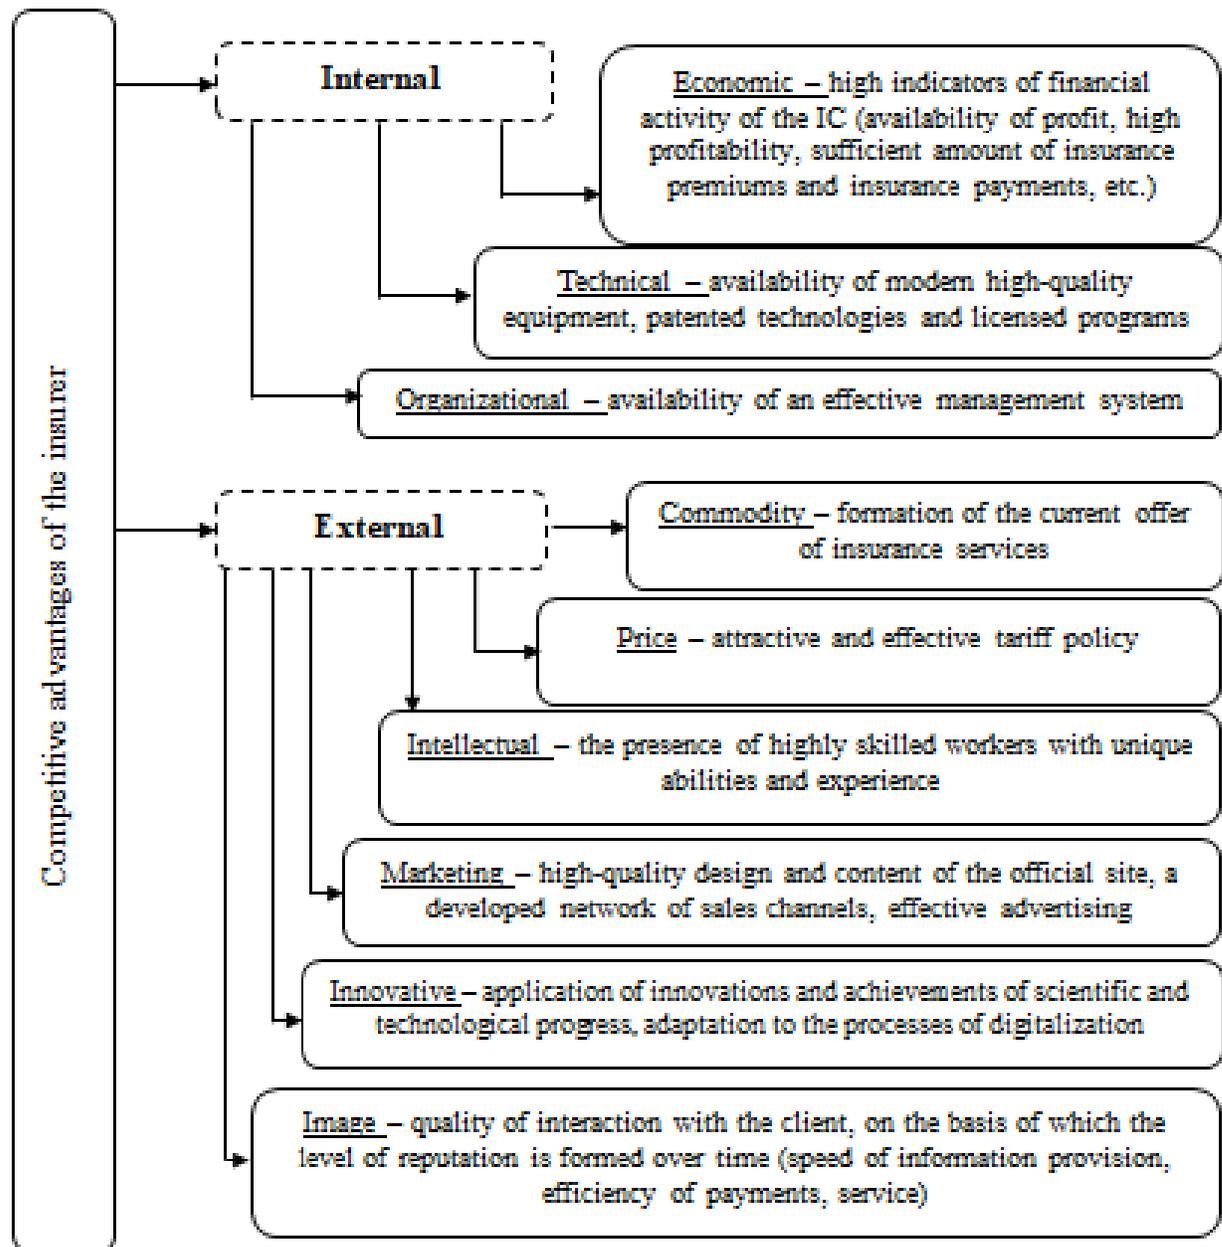 Competitive advantages of the insurer
Internal
Economic – high indicators of financial
activity of the IC (availability of profit, high
profitability, sufficient amount of insurance
premiums and insurance payments, etc.)
Technical – availability of modern high-quality
equipment, patented technologies and licensed programs
Organizational – availability of an effective management system
External
Commodity – formation of the current offer
of insurance services
Price – attractive and effective tariff policy
Intellectual – the presence of highly skilled workers with unique
abilities and experience
Marketing – high-quality design and content of the official site, a
developed network of sales channels, effective advertising
Innovative – application of innovations and achievements of scientific and
technological progress, adaptation to the processes of digitalization
Image – quality of interaction with the client, on the basis of which the
level of reputation is formed over time (speed of information provision,
efficiency of payments, service)